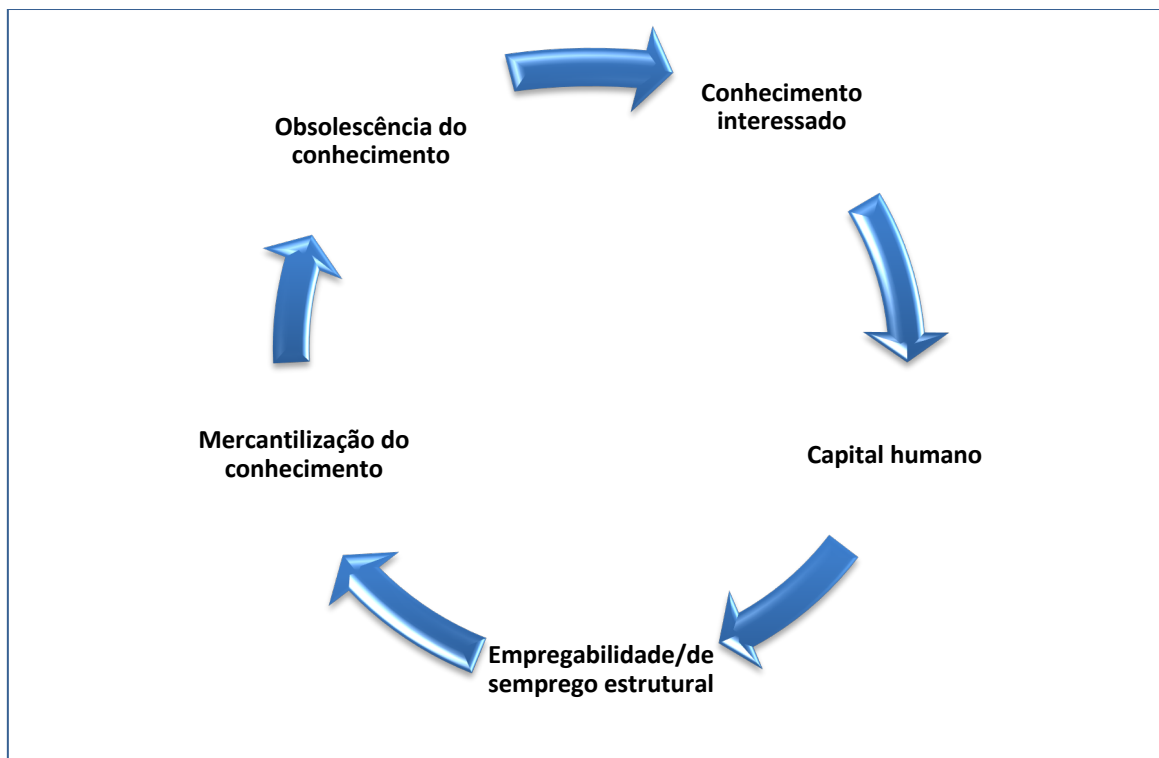 Conhecimento
interessado
Obsolescência do
conhecimento
Mercantilização do
conhecimento
Capital humano
Empregabilidade/de
semprego estrutural